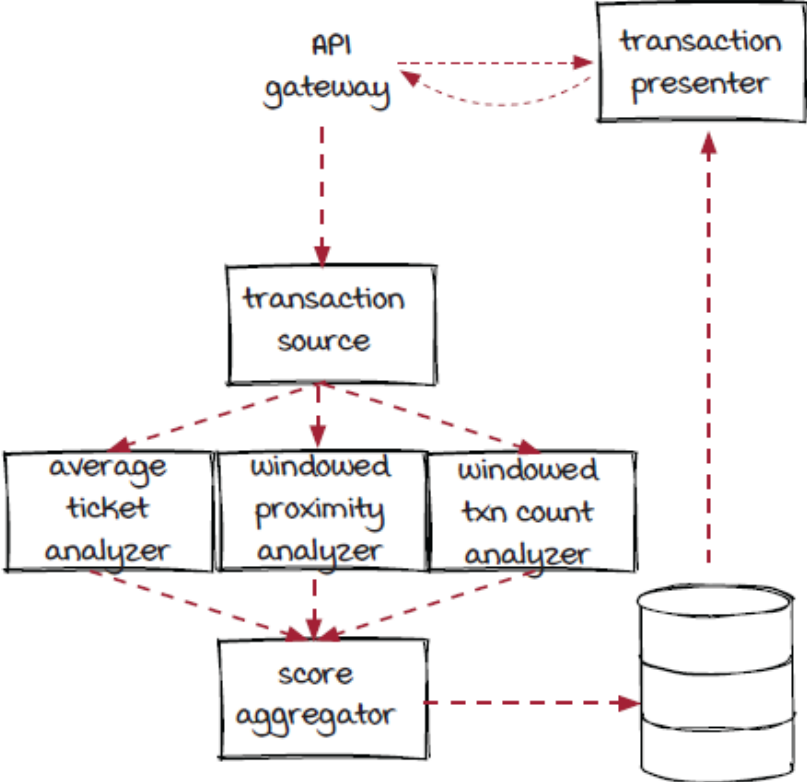 API
gateway
transaction
presenter
transaction
source
average
ticket
analyzer
windowed
proximity
analyzer
windowed
txn count
analyzer
score
aggregator